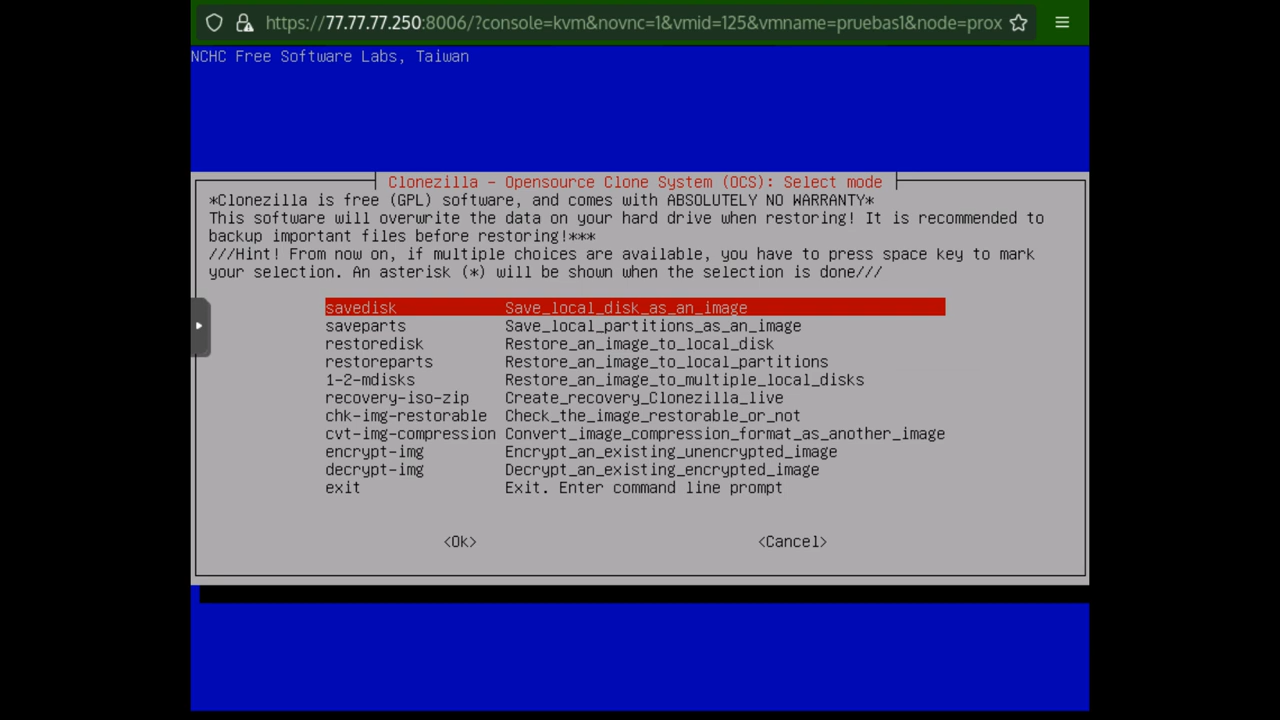 https://77.77.77.250:8006/?console=kvm&novnc=1&vmid=125&vmname=pruebas1&node=prox
NCHC Free Software Labs, Taiwan
Clonezilla - Opensource Clone System (OCS): Select mode
*Clonezilla is free (GPL) software, and comes with ABSOLUTELY NO WARRANTY*
This software will overwrite the data on your hard drive when restoring! It is recommended to
backup important files before restoring!***
///Hint! From now on, if multiple choices are available, you have to press space key to mark
your selection. An asterisk (*) will be shown when the selection is done///
savedisk Save_local_disk_as_an_image
saveparts Save_local_partitions_as_an_image
restoredisk Restore_an_image_to_local_disk
restoreparts Restore_an_image_to_local_partitions
1-2-mdisks Restore_an_image_to_multiple_local_disks
recovery-iso-zip Create_recovery_Clonezilla_live
chk-img-restorable Check_the_image_restorable_or_not
cvt-img-compression Convert_image_compression_format_as_another_image
encrypt-img Encrypt_an_existing_unencrypted_image
decrypt-img Decrypt_an_existing_encrypted_image
exit Exit. Enter command line prompt
<Ok> <Cancel>